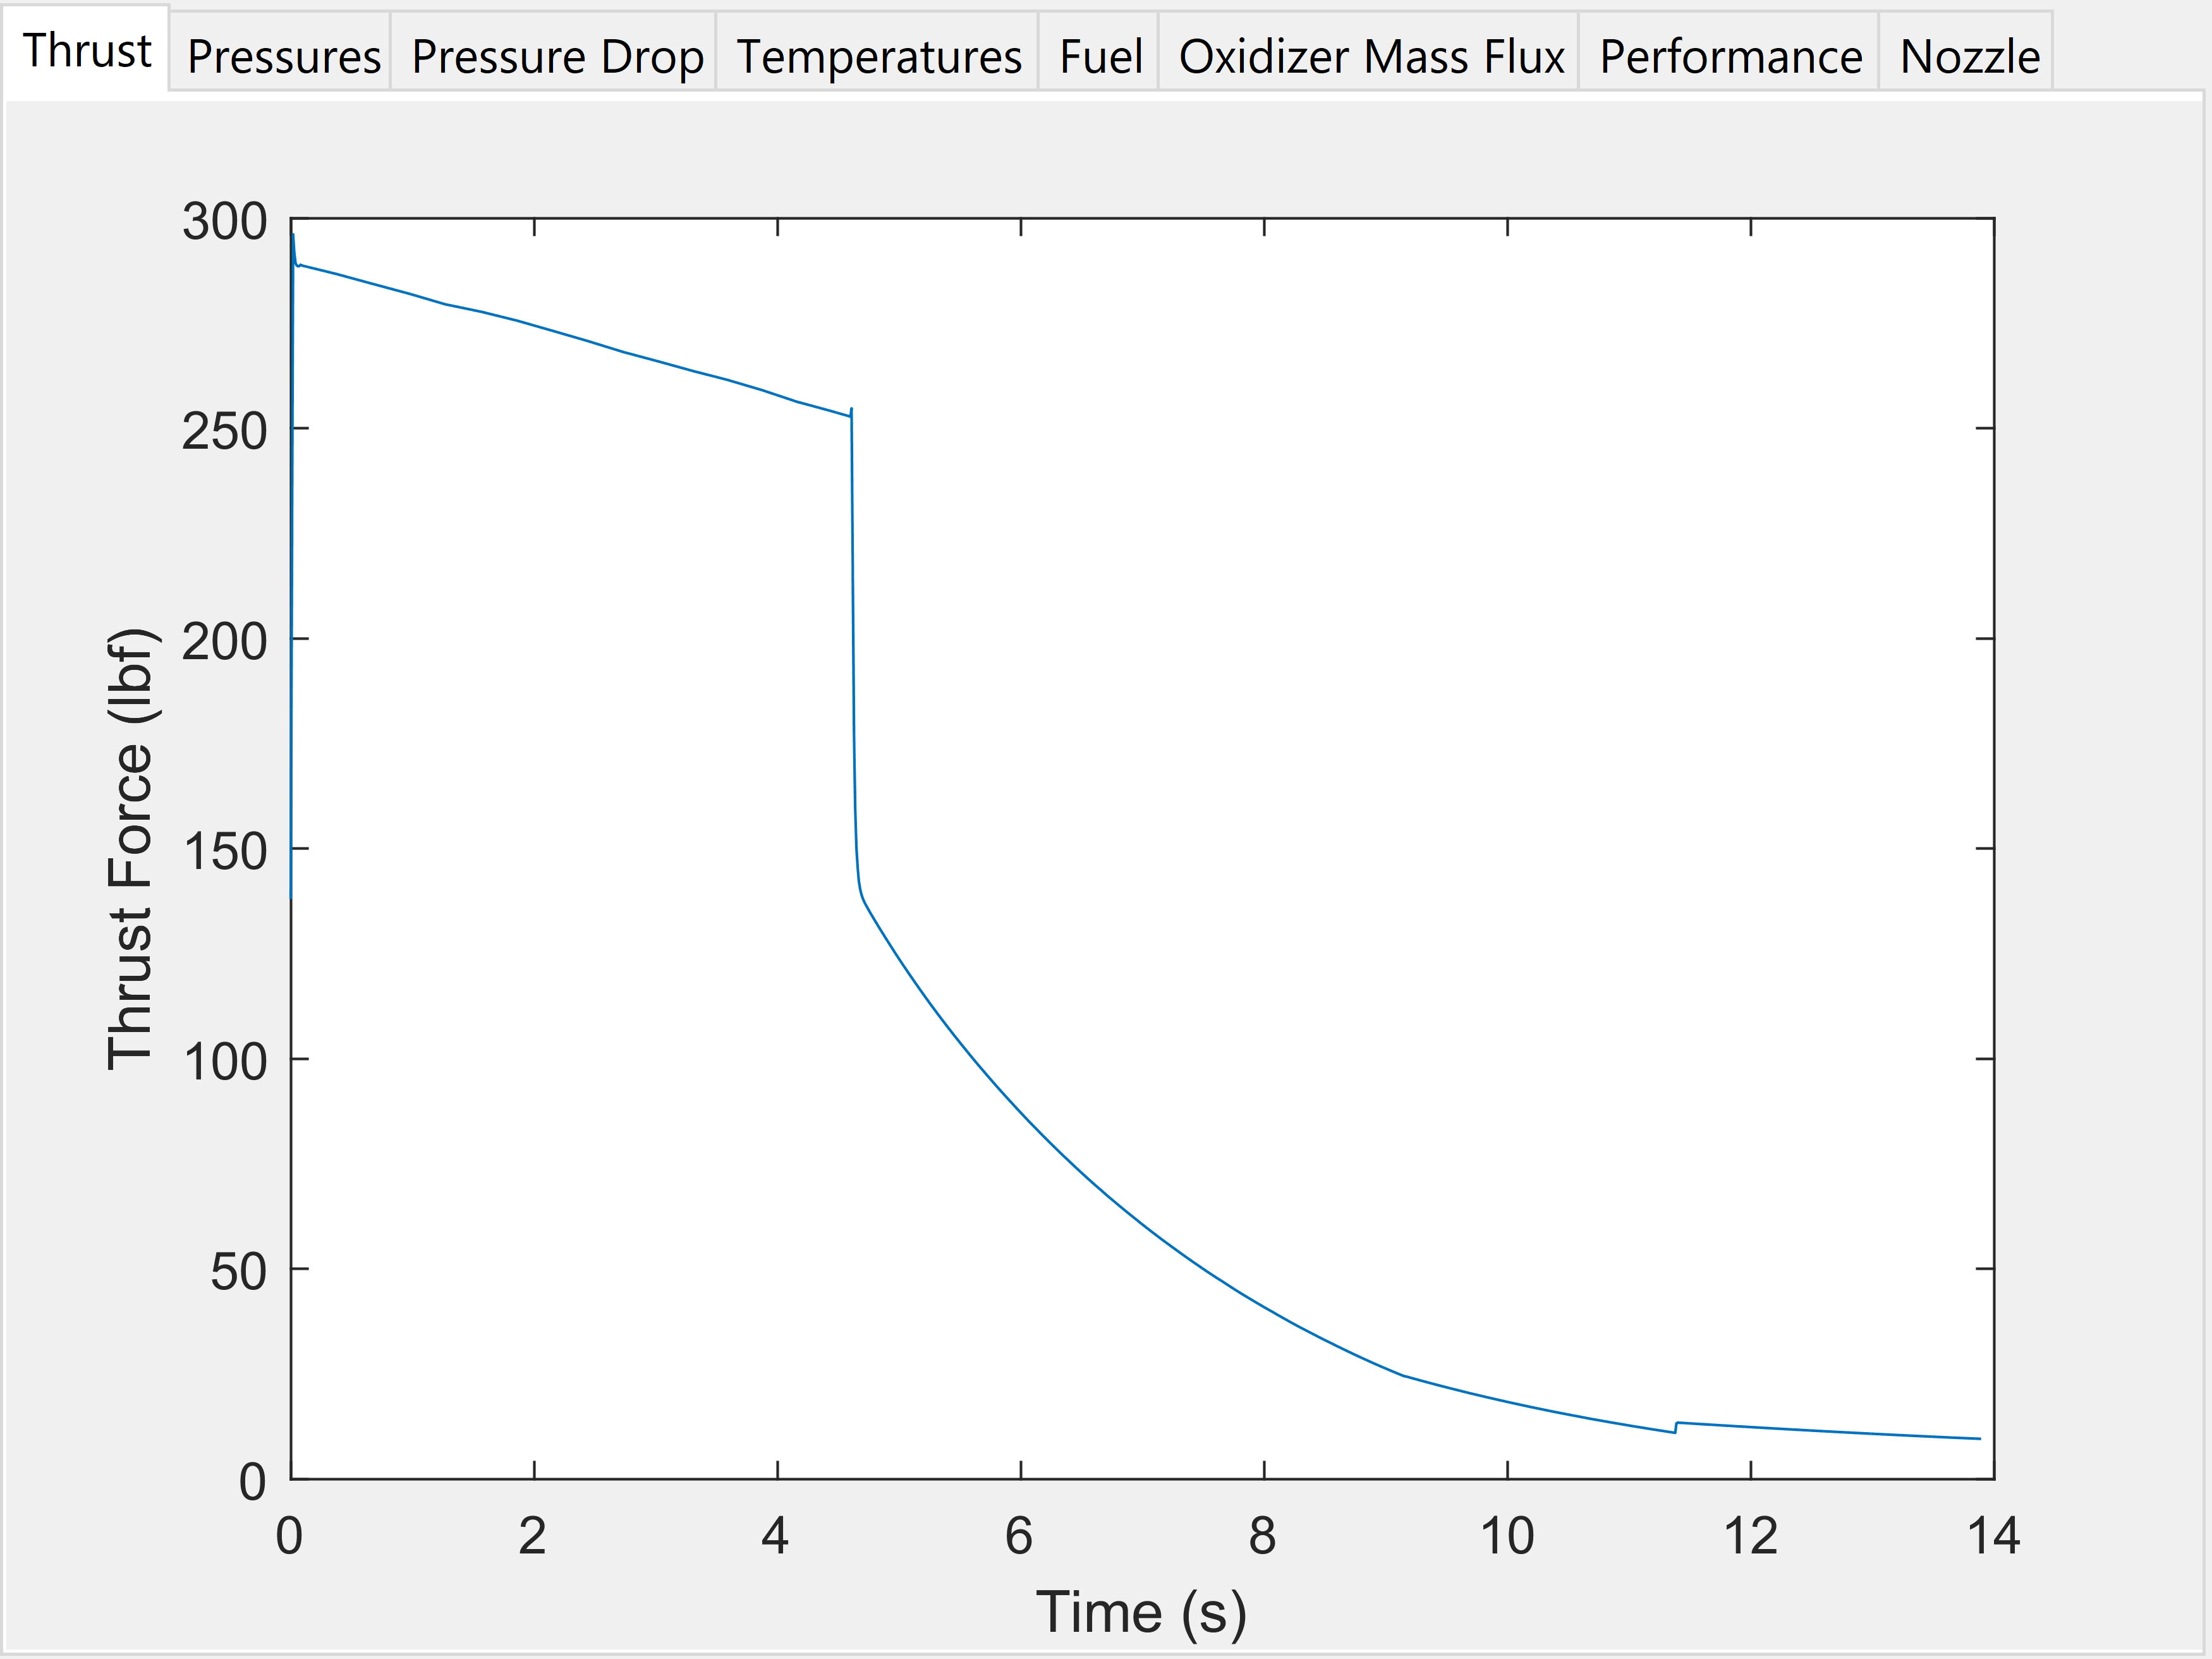 Thrust Pressures Pressure Drop Temperatures Fuel Oxidizer Mass Flux Performance Nozzle
300
250
200
150
100
50
0
Thrust Force (lbf)
0 2 4 6 8 10 12 14
Time (s)